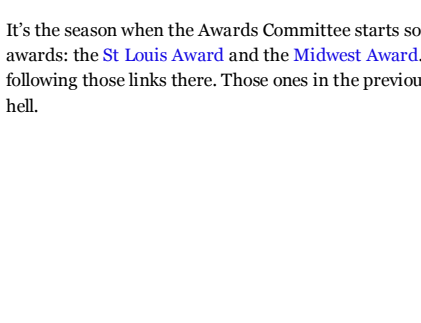 It’s the season when the Awards Committee starts so
awards: the St Louis Award and the Midwest Award.
following those links there. Those ones in the previou
hell.